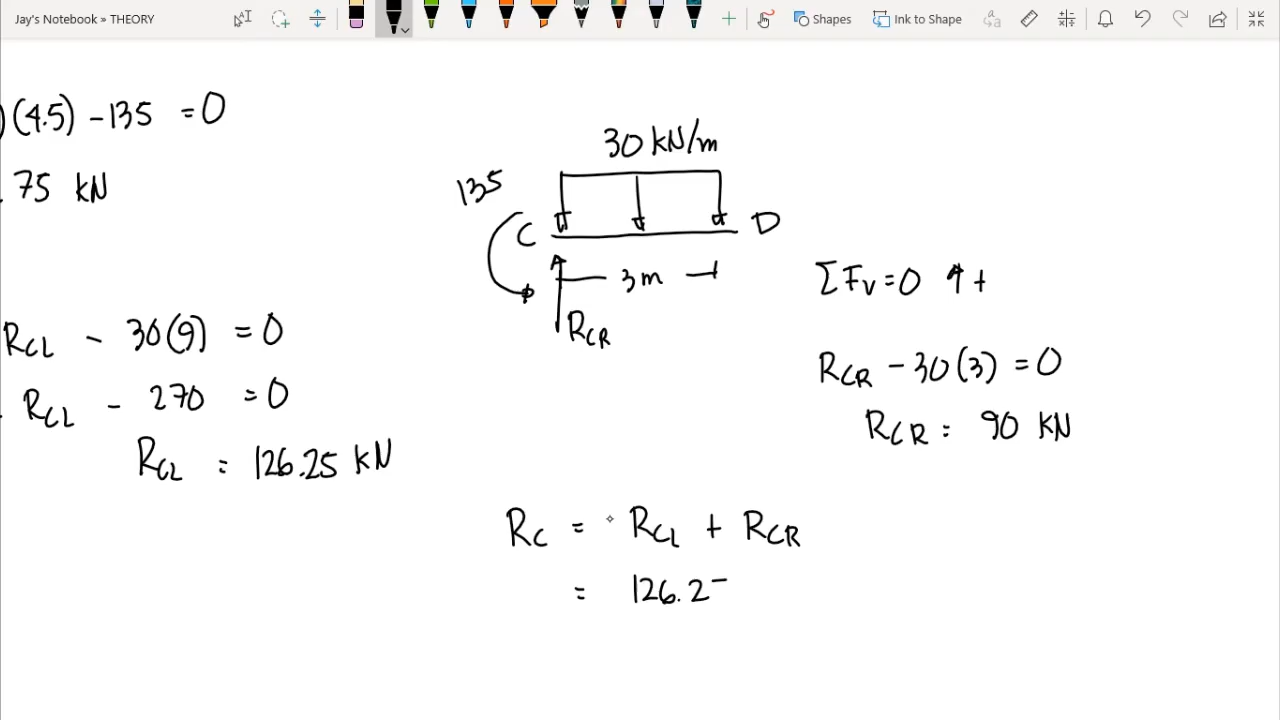 Jay's Notebook » THEORY
Shapes
Ink to Shape
)(4.5) - 135 = 0
. 75 kN
RCL - 30(9) = 0
. RCL - 270 = 0
RCL = 126.25 kN
30 kN/m
135
C
D
3m
RCR
ΣFv = 0 ↑ +
RCR - 30(3) = 0
RCR = 90 KN
RC = RCL + RCR
= 126.2